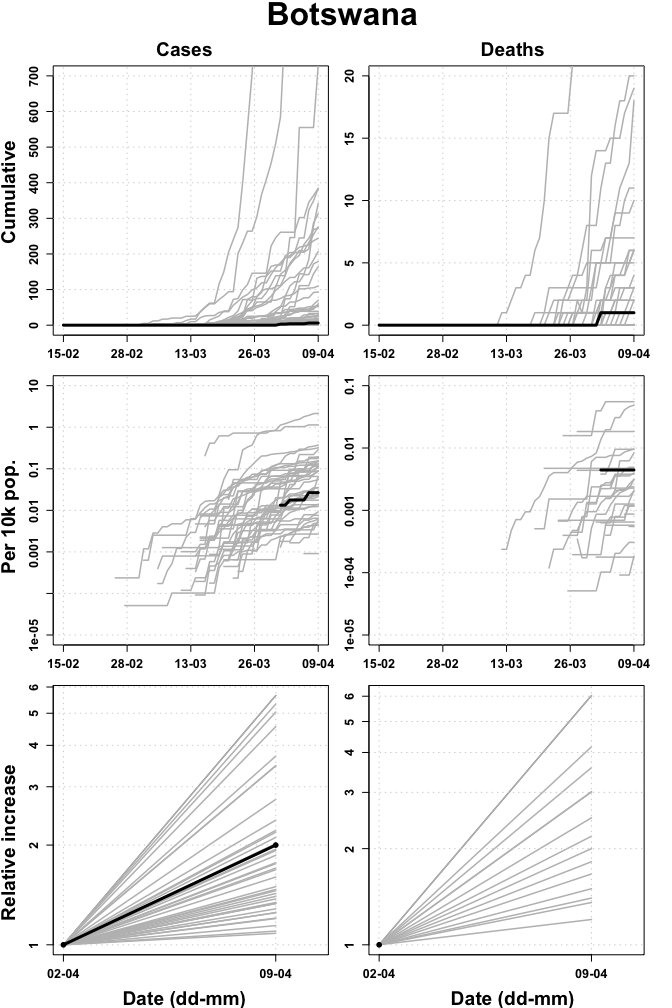 Botswana
Cases
Deaths
Cumulative
700
600
500
400
300
200
100
0
15-02 28-02 13-03 26-03 09-04
20
15
10
5
0
15-02 28-02 13-03 26-03 09-04
Per 10k pop.
10
1
0.1
0.01
0.001
1e-05
15-02 28-02 13-03 26-03 09-04
0.1
0.01
0.001
1e-04
1e-05
15-02 28-02 13-03 26-03 09-04
Relative increase
6
5
4
3
2
1
02-04 09-04
Date (dd-mm)
6
5
4
3
2
1
02-04 09-04
Date (dd-mm)